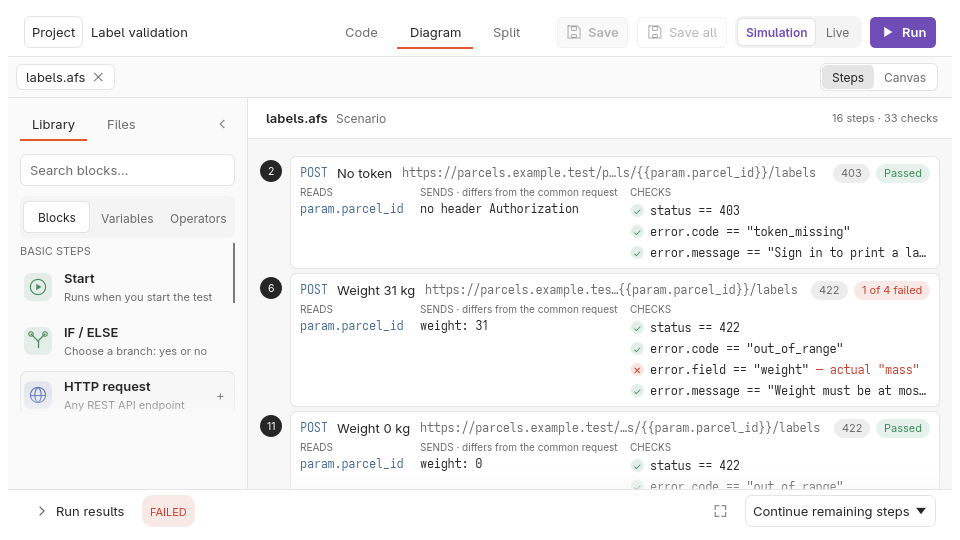 Project Label validation Code Diagram Split Save Save all Simulation Live Run
labels.afs Steps Canvas
Library Files
Search blocks...
Blocks Variables Operators
BASIC STEPS
Start
Runs when you start the test
IF / ELSE
Choose a branch: yes or no
HTTP request
Any REST API endpoint +
labels.afs Scenario 16 steps · 33 checks
2 POST No token https://parcels.example.test/p…ls/{{param.parcel_id}}/labels 403 Passed
READS SENDS · differs from the common request CHECKS
param.parcel_id no header Authorization status == 403
error.code == "token_missing"
error.message == "Sign in to print a la…
6 POST Weight 31 kg https://parcels.example.tes…{{param.parcel_id}}/labels 422 1 of 4 failed
READS SENDS · differs from the common request CHECKS
param.parcel_id weight: 31 status == 422
error.code == "out_of_range"
error.field == "weight" — actual "mass"
error.message == "Weight must be at mos…
11 POST Weight 0 kg https://parcels.example.test/…s/{{param.parcel_id}}/labels 422 Passed
READS SENDS · differs from the common request CHECKS
param.parcel_id weight: 0 status == 422
error.code == "out_of_range"
Run results FAILED Continue remaining steps